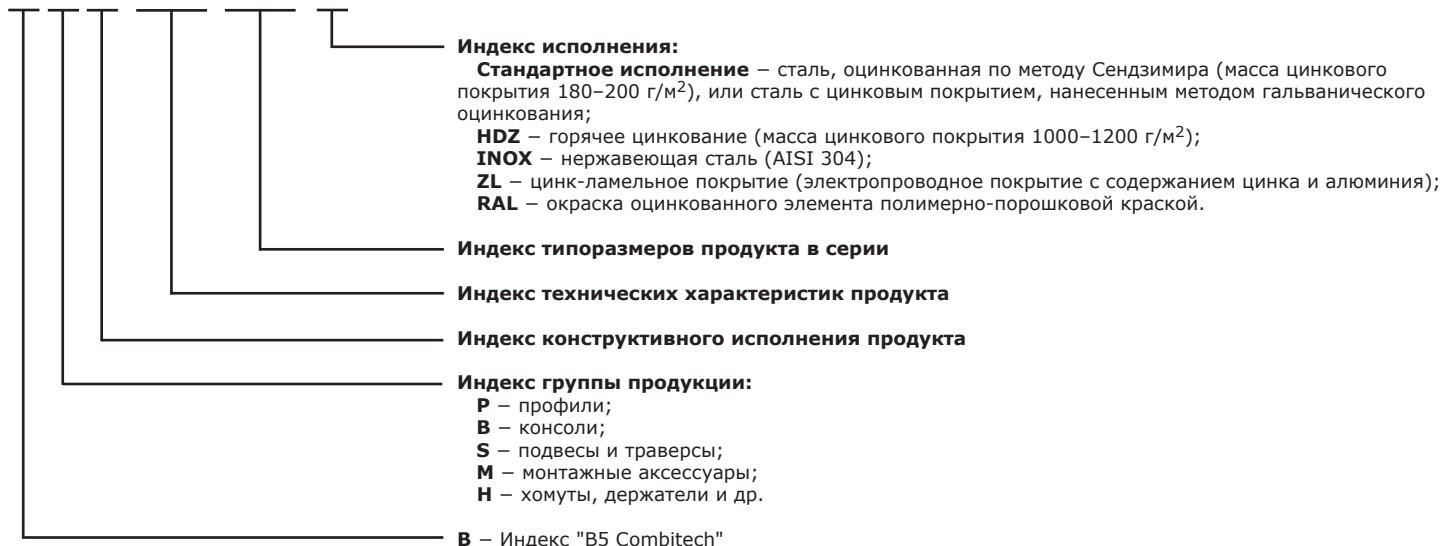 Индекс исполнения:
Стандартное исполнение − сталь, оцинкованная по методу Сендзимира (масса цинкового
покрытия 180–200 г/м2), или сталь с цинковым покрытием, нанесенным методом гальванического
оцинкования;
HDZ − горячее цинкование (масса цинкового покрытия 1000–1200 г/м2);
INOX − нержавеющая сталь (AISI 304);
ZL − цинк-ламельное покрытие (электропроводное покрытие с содержанием цинка и алюминия);
RAL − окраска оцинкованного элемента полимерно-порошковой краской.
Индекс типоразмеров продукта в серии
Индекс технических характеристик продукта
Индекс конструктивного исполнения продукта
Индекс группы продукции:
P − профили;
B − консоли;
S − подвесы и траверсы;
M − монтажные аксессуары;
H − хомуты, держатели и др.
B − Индекс "B5 Combitech"